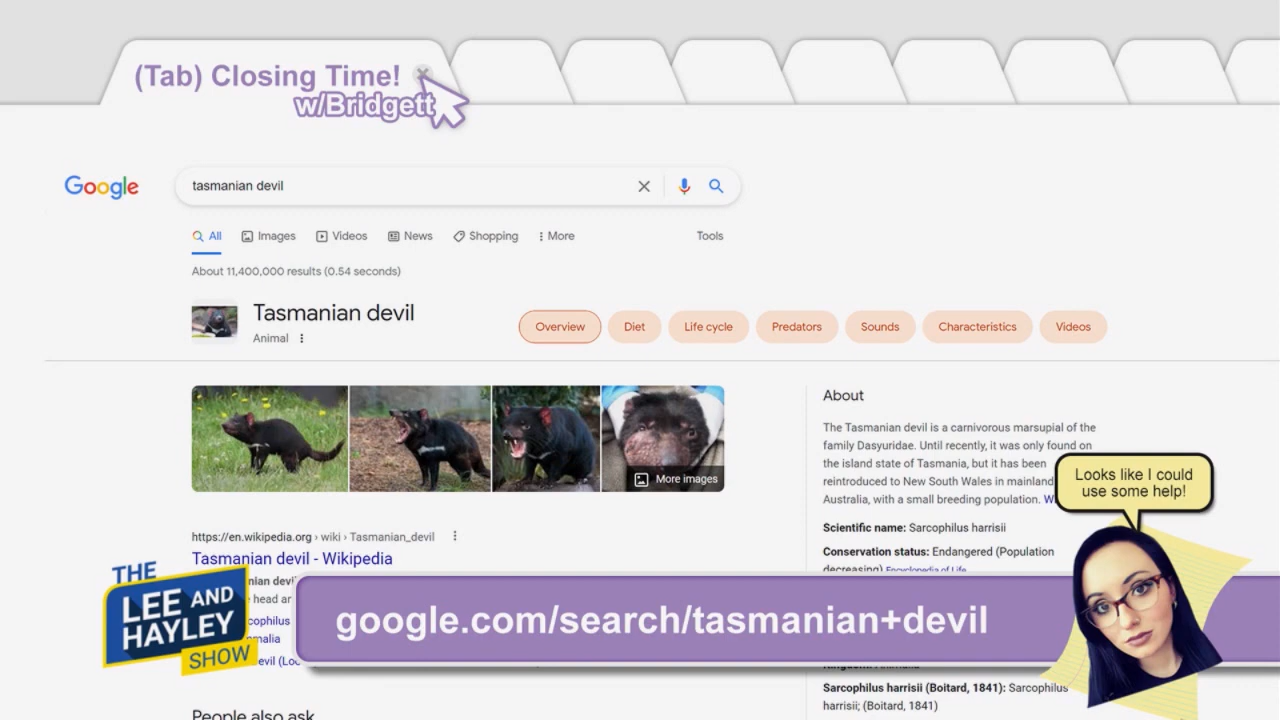 (Tab) Closing Time!
w/Bridgett
Google
tasmanian devil
All Images Videos News Shopping More Tools
About 11,400,000 results (0.54 seconds)
Tasmanian devil
Animal
Overview Diet Life cycle Predators Sounds Characteristics Videos
More images
https://en.wikipedia.org › wiki › Tasmanian_devil
Tasmanian devil - Wikipedia
About
The Tasmanian devil is a carnivorous marsupial of the
family Dasyuridae. Until recently, it was only found on
the island state of Tasmania, but it has been
reintroduced to New South Wales in mainland
Australia, with a small breeding population.
Scientific name: Sarcophilus harrisii
Conservation status: Endangered (Population
decreasing) Encyclopedia of Life
Looks like I could
use some help!
THE
LEE AND
HAYLEY
SHOW
google.com/search/tasmanian+devil
Sarcophilus harrisii (Boitard, 1841): Sarcophilus
harrisii; (Boitard, 1841)
People also ask